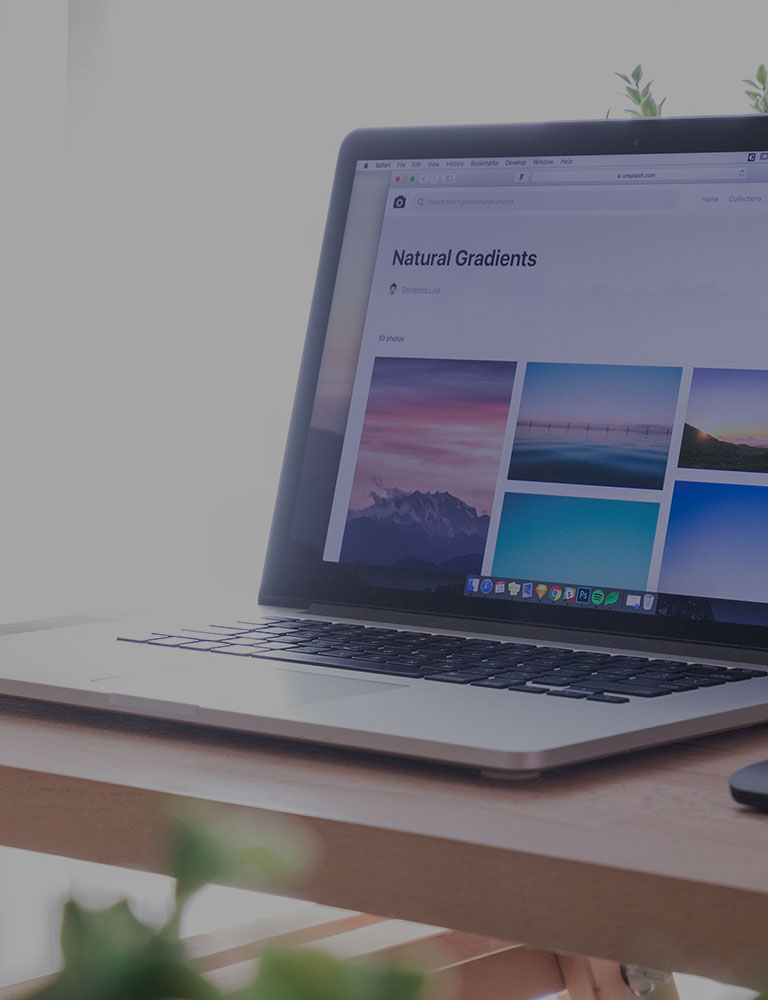 Safari File Edit View History Bookmarks Develop Window Help
unsplash.com
Search free high-resolution photos
Home Collections
Natural Gradients
Domenico Loia
33 photos
Ps